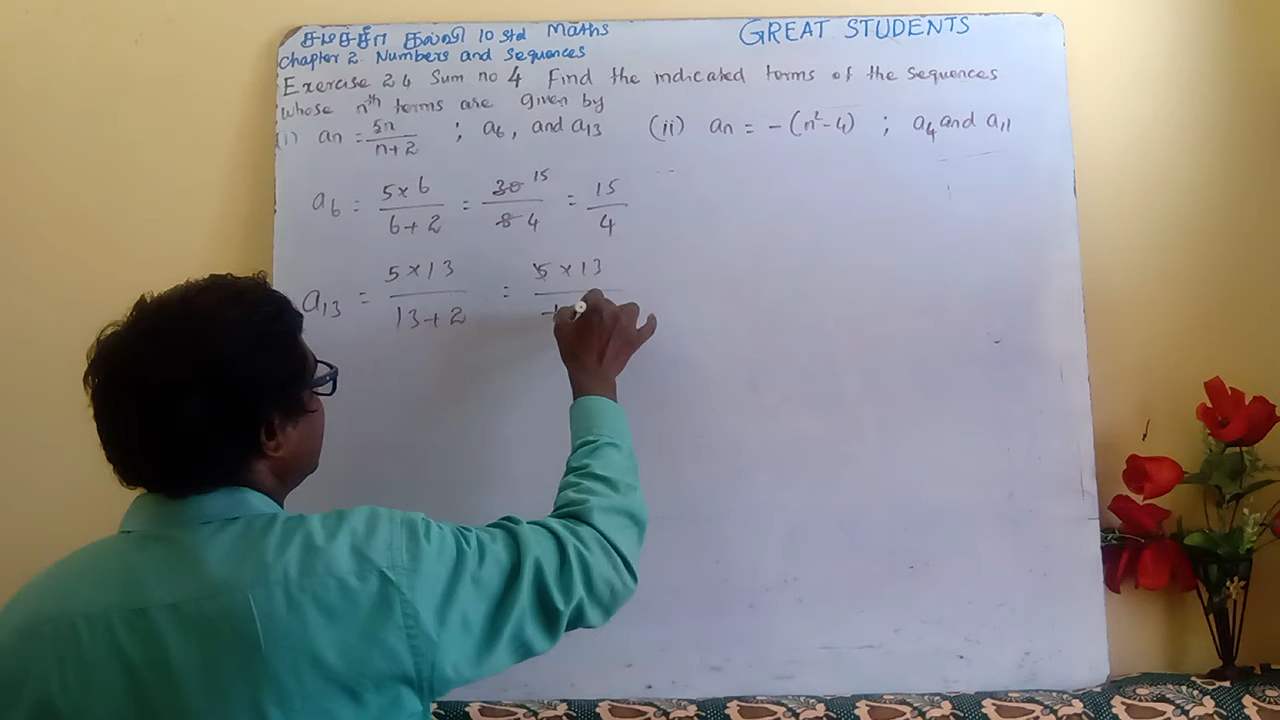 சமச்சீர் கல்வி 10 std Maths
GREAT STUDENTS
Chapter 2. Numbers and Sequences
Exercise 2 4 Sum no 4 Find the indicated terms of the sequences
whose nth terms are given by
(i) an = 5n/n+2 ; a6, and a13 (ii) an = -(n²-4) ; a4 and a11
a6 = 5×6/6+2 = 30 15/8 4 = 15/4
a13 = 5×13/13+2 = 5×13/